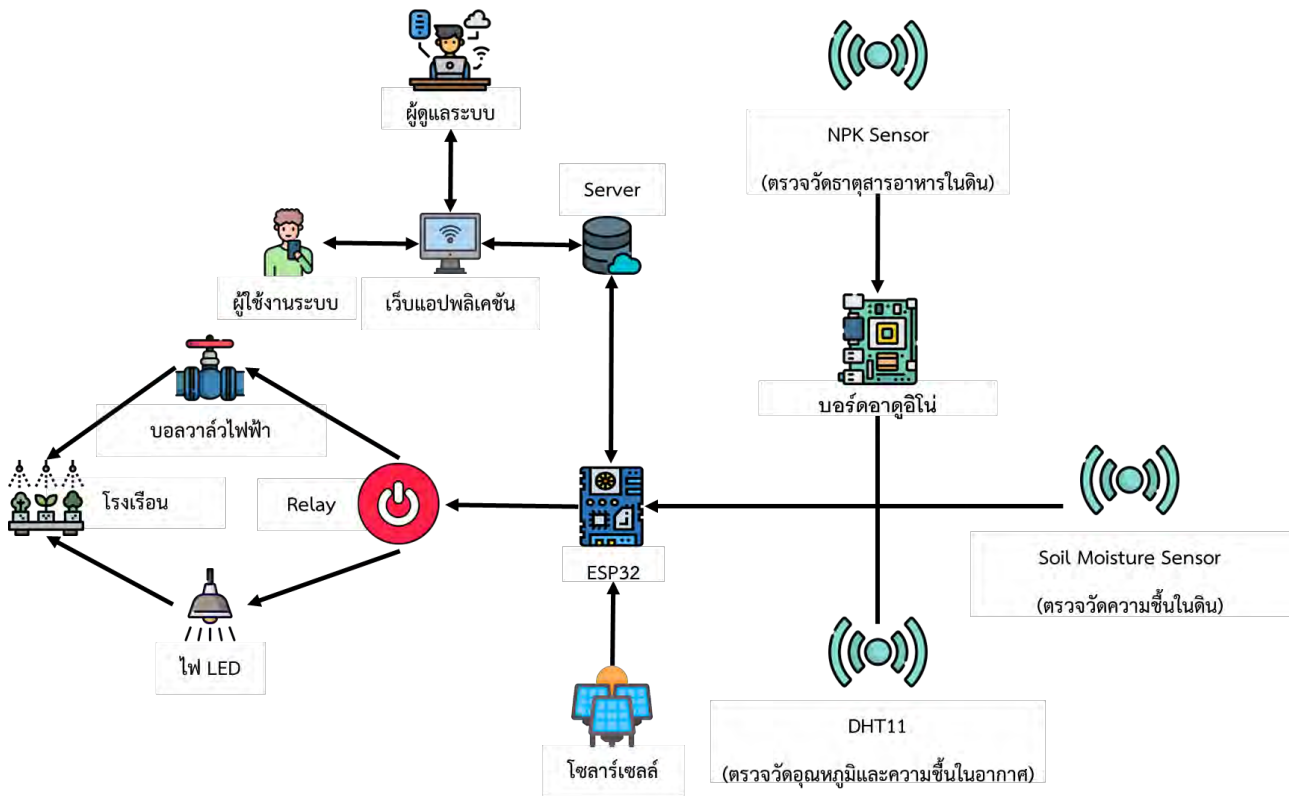 ผู้ดูแลระบบ
NPK Sensor
(ตรวจวัดธาตุสารอาหารในดิน)
Server
ผู้ใช้งานระบบ
เว็บแอปพลิเคชัน
บอร์ดอาดูอิโน่
บอลวาล์วไฟฟ้า
โรงเรือน
Relay
ESP32
Soil Moisture Sensor
(ตรวจวัดความชื้นในดิน)
ไฟ LED
DHT11
(ตรวจวัดอุณหภูมิและความชื้นในอากาศ)
โซลาร์เซลล์